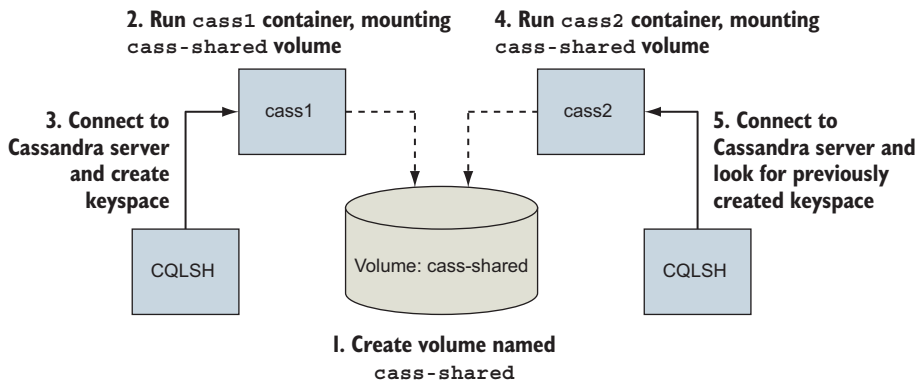 2. Run cass1 container, mounting
cass-shared volume
4. Run cass2 container, mounting
cass-shared volume
cass1
cass2
3. Connect to
Cassandra server
and create
keyspace
5. Connect to
Cassandra server and
look for previously
created keyspace
CQLSH
Volume: cass-shared
CQLSH
1. Create volume named
cass-shared